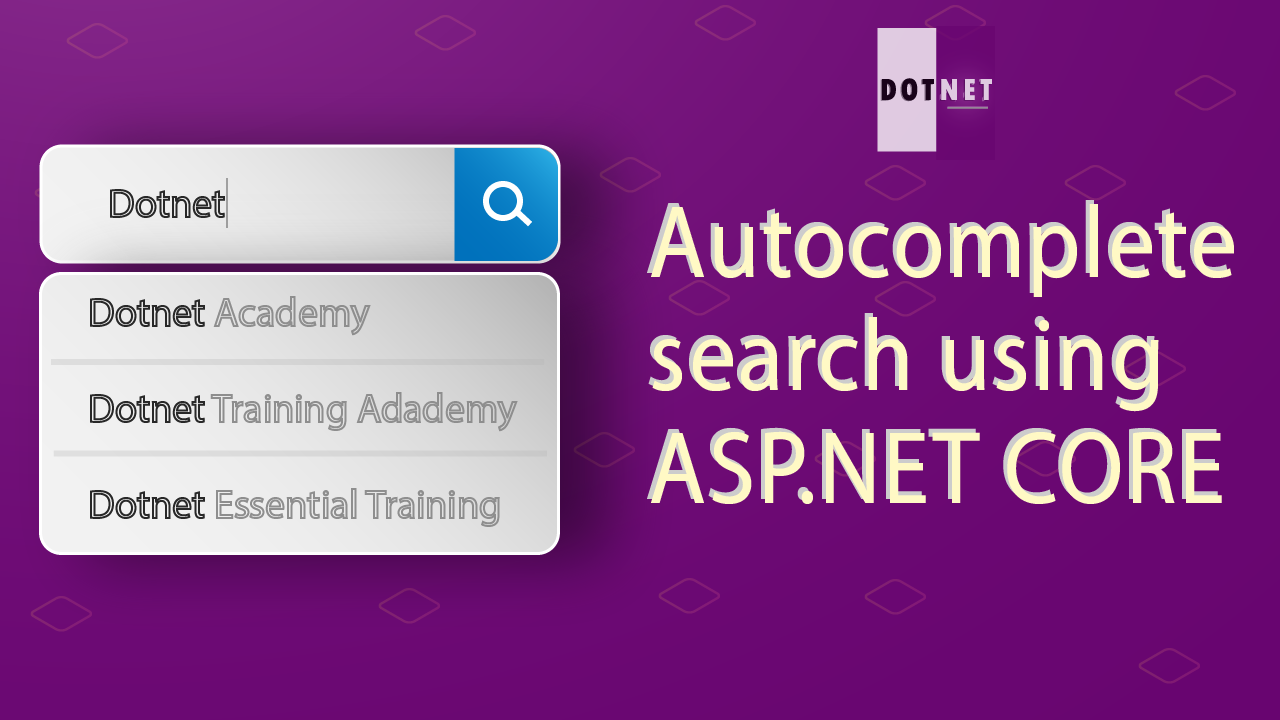 DOTNET
Dotnet
Dotnet Academy
Dotnet Training Adademy
Dotnet Essential Training
Autocomplete
search using
ASP.NET CORE